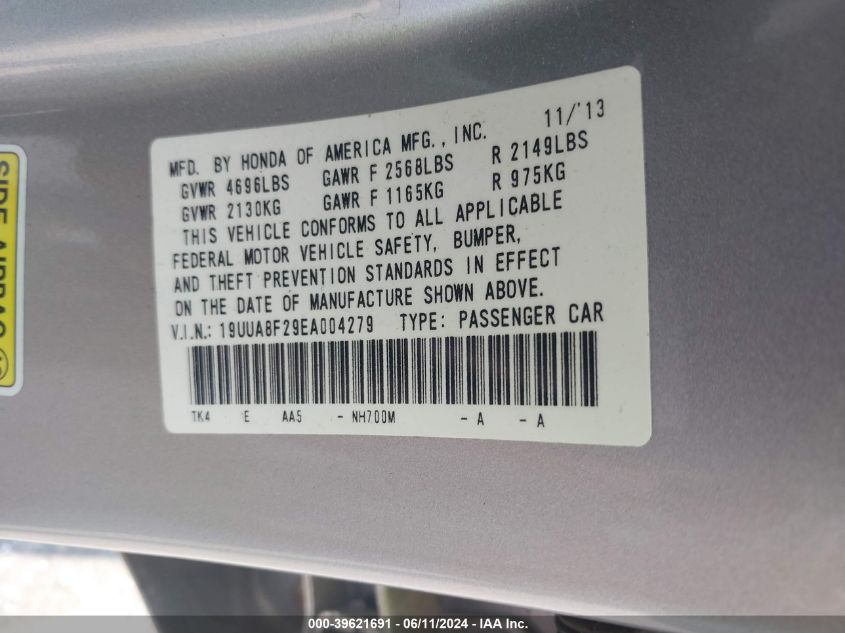 11/'13
MFD. BY HONDA OF AMERICA MFG., INC.
GVWR 4696LBS GAWR F 2568LBS R 2149LBS
GVWR 2130KG GAWR F 1165KG R 975KG
THIS VEHICLE CONFORMS TO ALL APPLICABLE
FEDERAL MOTOR VEHICLE SAFETY, BUMPER,
AND THEFT PREVENTION STANDARDS IN EFFECT
ON THE DATE OF MANUFACTURE SHOWN ABOVE.
V.I.N.: 19UUA8F29EA004279 TYPE: PASSENGER CAR
TK4 E AA5 - NH700M - A - A
SIDE AIRBAG
000-39621691 - 06/11/2024 - IAA Inc.